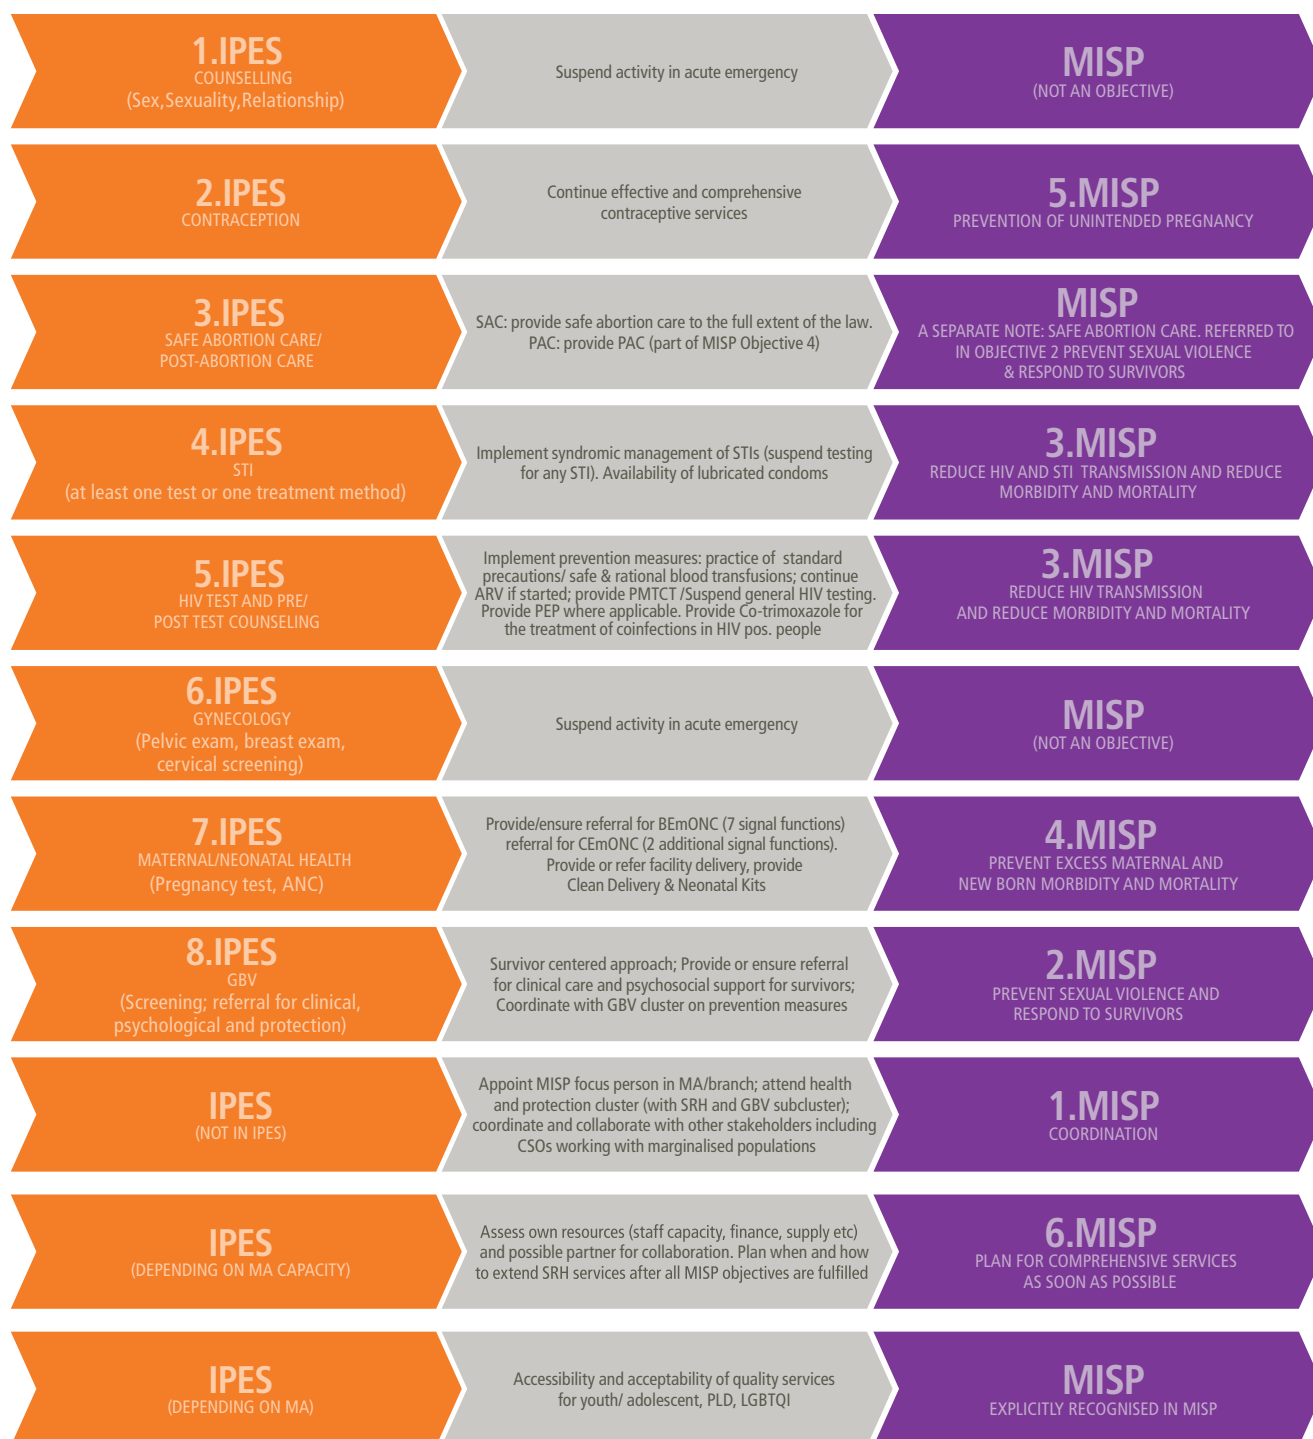 1.IPES
COUNSELLING
(Sex,Sexuality,Relationship)
Suspend activity in acute emergency
MISP
(NOT AN OBJECTIVE)
2.IPES
CONTRACEPTION
Continue effective and comprehensive
contraceptive services
5.MISP
PREVENTION OF UNINTENDED PREGNANCY
3.IPES
SAFE ABORTION CARE/
POST-ABORTION CARE
SAC: provide safe abortion care to the full extent of the law.
PAC: provide PAC (part of MISP Objective 4)
MISP
A SEPARATE NOTE: SAFE ABORTION CARE. REFERRED TO
IN OBJECTIVE 2 PREVENT SEXUAL VIOLENCE
& RESPOND TO SURVIVORS
4.IPES
STI
(at least one test or one treatment method)
Implement syndromic management of STIs (suspend testing
for any STI). Availability of lubricated condoms
3.MISP
REDUCE HIV AND STI TRANSMISSION AND REDUCE
MORBIDITY AND MORTALITY
5.IPES
HIV TEST AND PRE/
POST TEST COUNSELING
Implement prevention measures: practice of standard
precautions/ safe & rational blood transfusions; continue
ARV if started; provide PMTCT /Suspend general HIV testing.
Provide PEP where applicable. Provide Co-trimoxazole for
the treatment of coinfections in HIV pos. people
3.MISP
REDUCE HIV TRANSMISSION
AND REDUCE MORBIDITY AND MORTALITY
6.IPES
GYNECOLOGY
(Pelvic exam, breast exam,
cervical screening)
Suspend activity in acute emergency
MISP
(NOT AN OBJECTIVE)
7.IPES
MATERNAL/NEONATAL HEALTH
(Pregnancy test, ANC)
Provide/ensure referral for BEmONC (7 signal functions)
referral for CEmONC (2 additional signal functions).
Provide or refer facility delivery, provide
Clean Delivery & Neonatal Kits
4.MISP
PREVENT EXCESS MATERNAL AND
NEW BORN MORBIDITY AND MORTALITY
8.IPES
GBV
(Screening; referral for clinical,
psychological and protection)
Survivor centered approach; Provide or ensure referral
for clinical care and psychosocial support for survivors;
Coordinate with GBV cluster on prevention measures
2.MISP
PREVENT SEXUAL VIOLENCE AND
RESPOND TO SURVIVORS
IPES
(NOT IN IPES)
Appoint MISP focus person in MA/branch; attend health
and protection cluster (with SRH and GBV subcluster);
coordinate and collaborate with other stakeholders including
CSOs working with marginalised populations
1.MISP
COORDINATION
IPES
(DEPENDING ON MA CAPACITY)
Assess own resources (staff capacity, finance, supply etc)
and possible partner for collaboration. Plan when and how
to extend SRH services after all MISP objectives are fulfilled
6.MISP
PLAN FOR COMPREHENSIVE SERVICES
AS SOON AS POSSIBLE
IPES
(DEPENDING ON MA)
Accessibility and acceptability of quality services
for youth/ adolescent, PLD, LGBTQI
MISP
EXPLICITLY RECOGNISED IN MISP